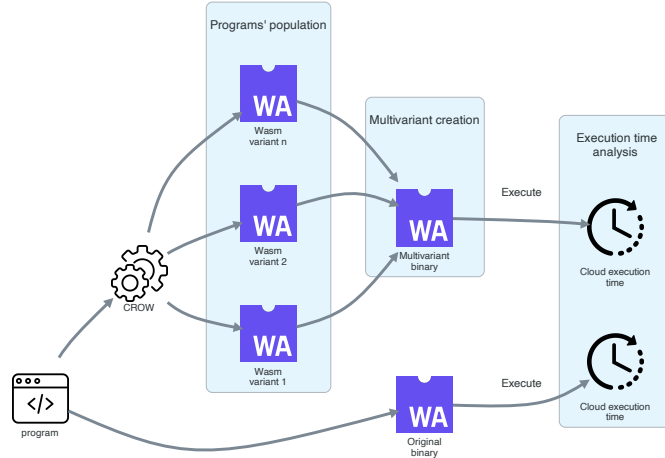 Programs' population
WA
Wasm
variant n
WA
Wasm
variant 2
WA
Wasm
variant 1
CROW
</>
program
Multivariant creation
WA
Multivariant
binary
WA
Original
binary
Execute
Execute
Execution time
analysis
Cloud execution
time
Cloud execution
time